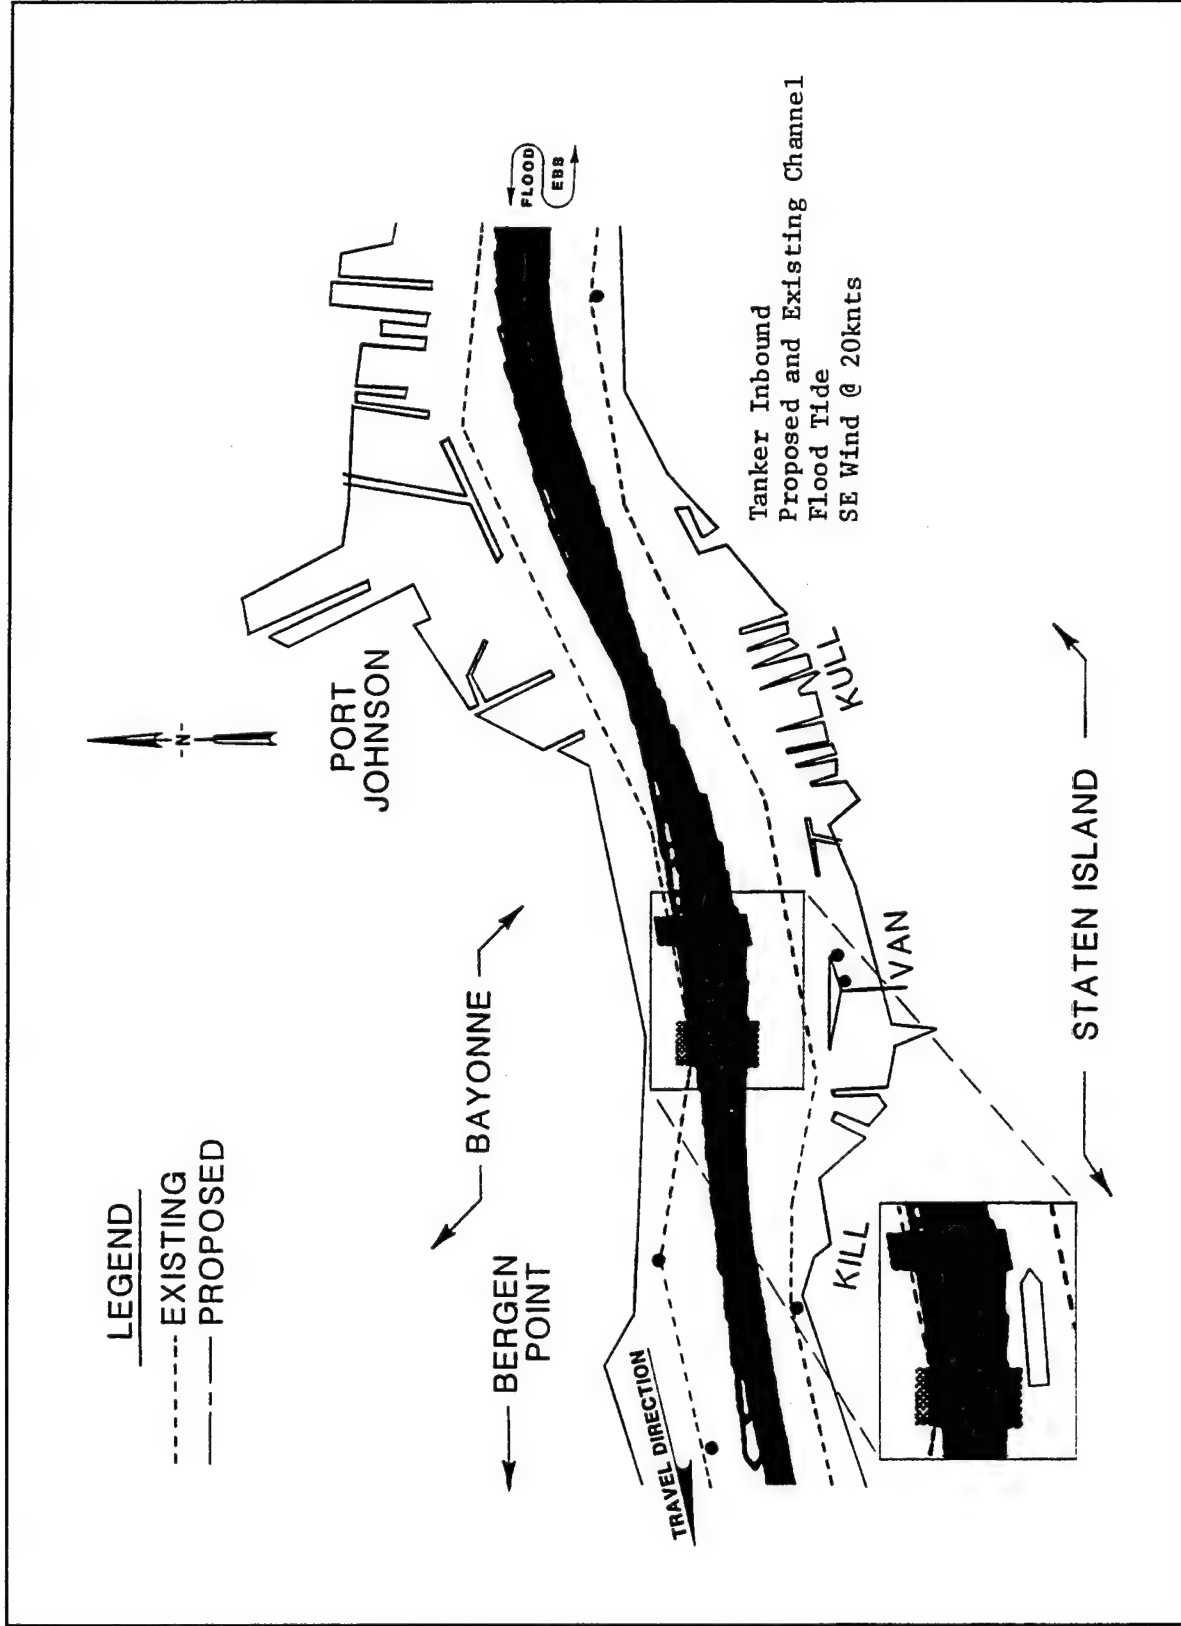 LEGEND
EXISTING
PROPOSED
-N-
PORT
JOHNSON
BAYONNE
BERGEN
POINT
TRAVEL DIRECTION
FLOOD
EBB
Tanker Inbound
Proposed and Existing Channel
Flood Tide
SE Wind @ 20knts
KILL
VAN
KULL
STATEN ISLAND